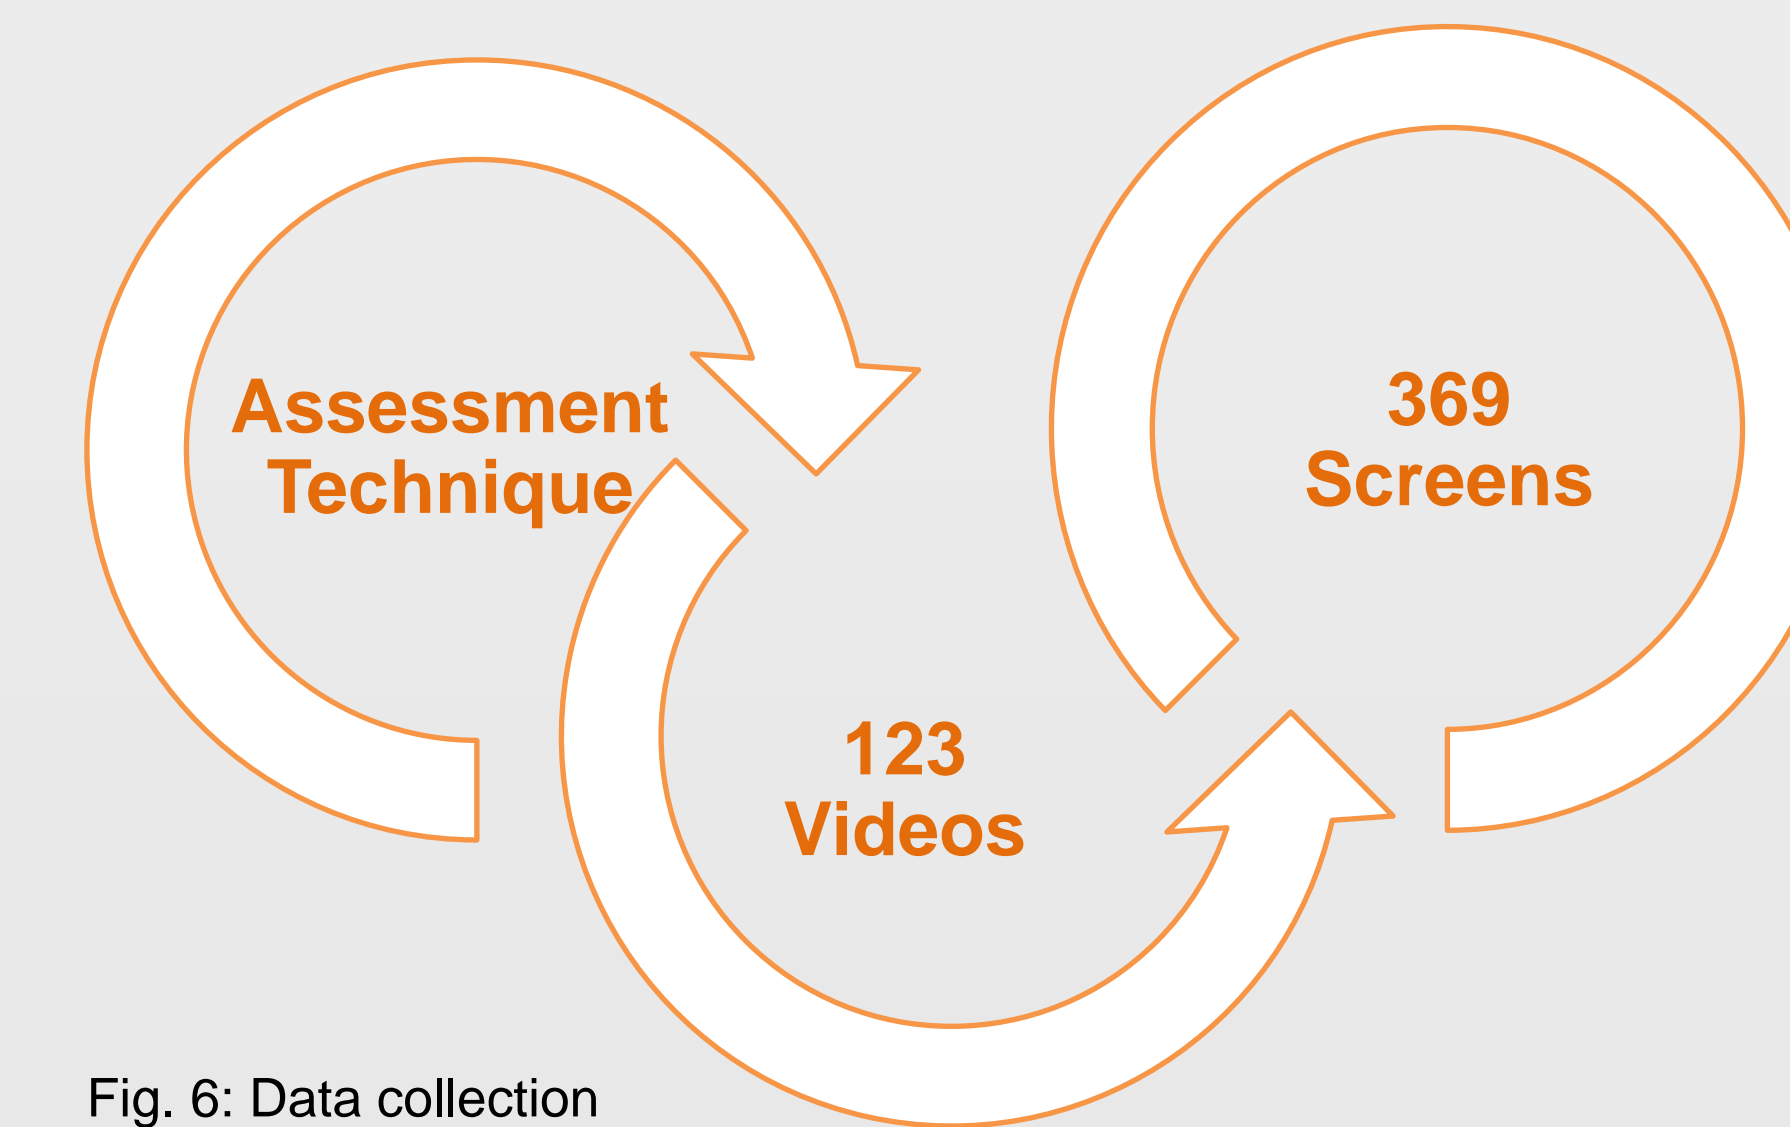 Assessment
Technique
369
Screens
123
Videos
Fig. 6: Data collection